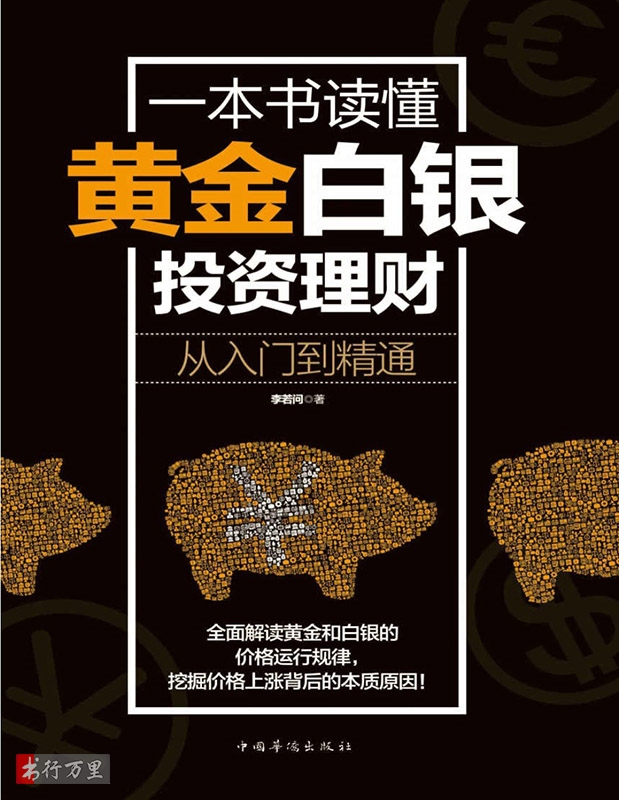 一本书读懂
黄金白银
投资理财
从入门到精通
李若问◎著
全面解读黄金和白银的
价格运行规律，
挖掘价格上涨背后的本质原因！
中国华侨出版社
书行万里